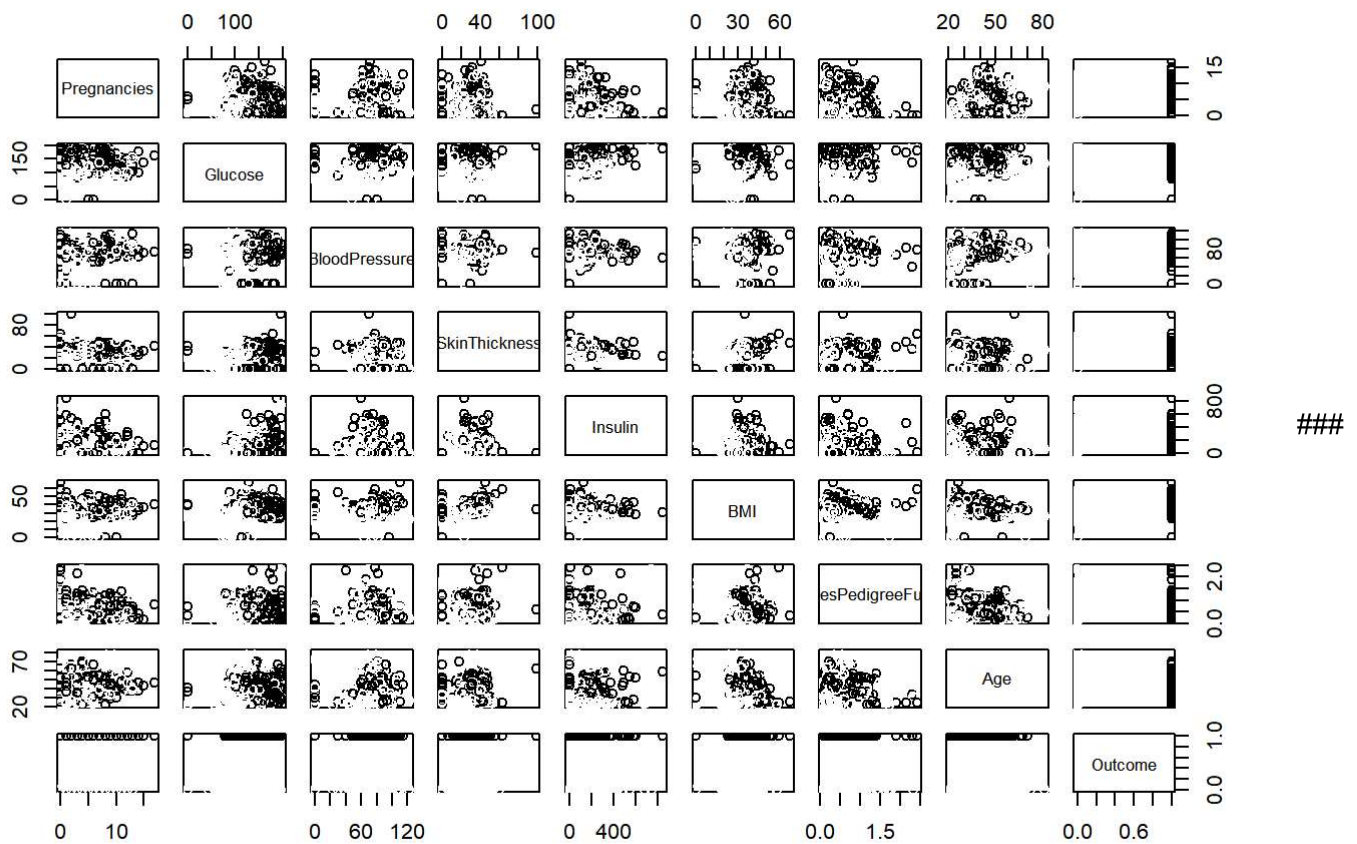 0 100 0 40 100 0 30 60 20 50 80
Pregnancies 0 15
0 150 Glucose
BloodPressure 0 80
0 80 SkinThickness
Insulin 0 800
###
0 50 BMI
esPedigreeFu 0.0 2.0
20 70 Age
Outcome 0.0 1.0
0 10 0 60 120 0 400 0.0 1.5 0.0 0.6